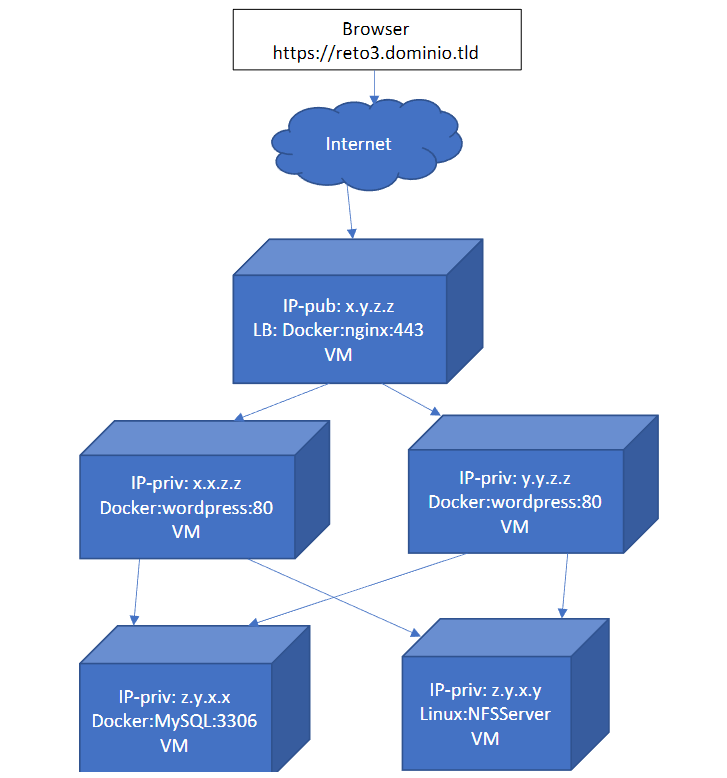 Browser
https://reto3.dominio.tld
Internet
IP-pub: x.y.z.z
LB: Docker:nginx:443
VM
IP-priv: x.x.z.z
Docker:wordpress:80
VM
IP-priv: y.y.z.z
Docker:wordpress:80
VM
IP-priv: z.y.x.x
Docker:MySQL:3306
VM
IP-priv: z.y.x.y
Linux:NFSServer
VM